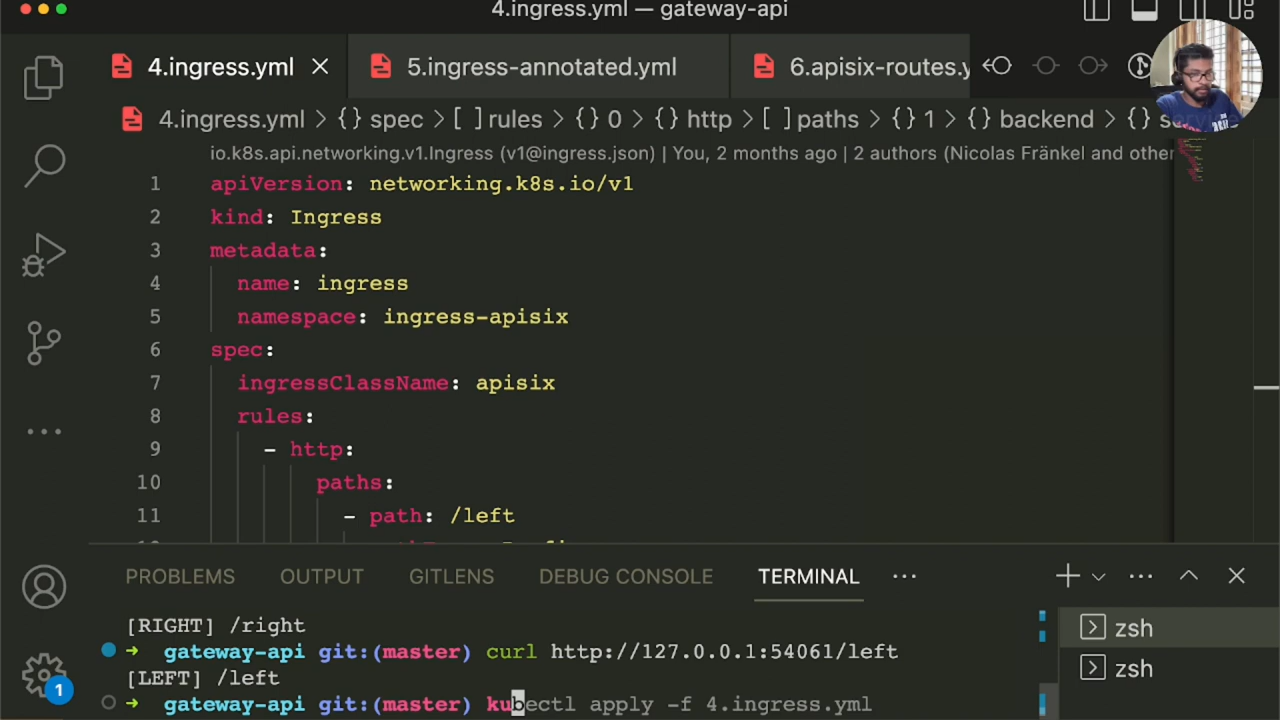 4.ingress.yml — gateway-api
4.ingress.yml
5.ingress-annotated.yml
6.apisix-routes.y
4.ingress.yml > {} spec > [ ] rules > {} 0 > {} http > [ ] paths > {} 1 > {} backend > {}
io.k8s.api.networking.v1.Ingress (v1@ingress.json) | You, 2 months ago | 2 authors (Nicolas Fränkel and other
1 apiVersion: networking.k8s.io/v1
2 kind: Ingress
3 metadata:
4 name: ingress
5 namespace: ingress-apisix
6 spec:
7 ingressClassName: apisix
8 rules:
9 - http:
10 paths:
11 - path: /left
PROBLEMS OUTPUT GITLENS DEBUG CONSOLE TERMINAL
[RIGHT] /right
➜ gateway-api git:(master) curl http://127.0.0.1:54061/left
[LEFT] /left
➜ gateway-api git:(master) kubectl apply -f 4.ingress.yml
zsh
zsh
1